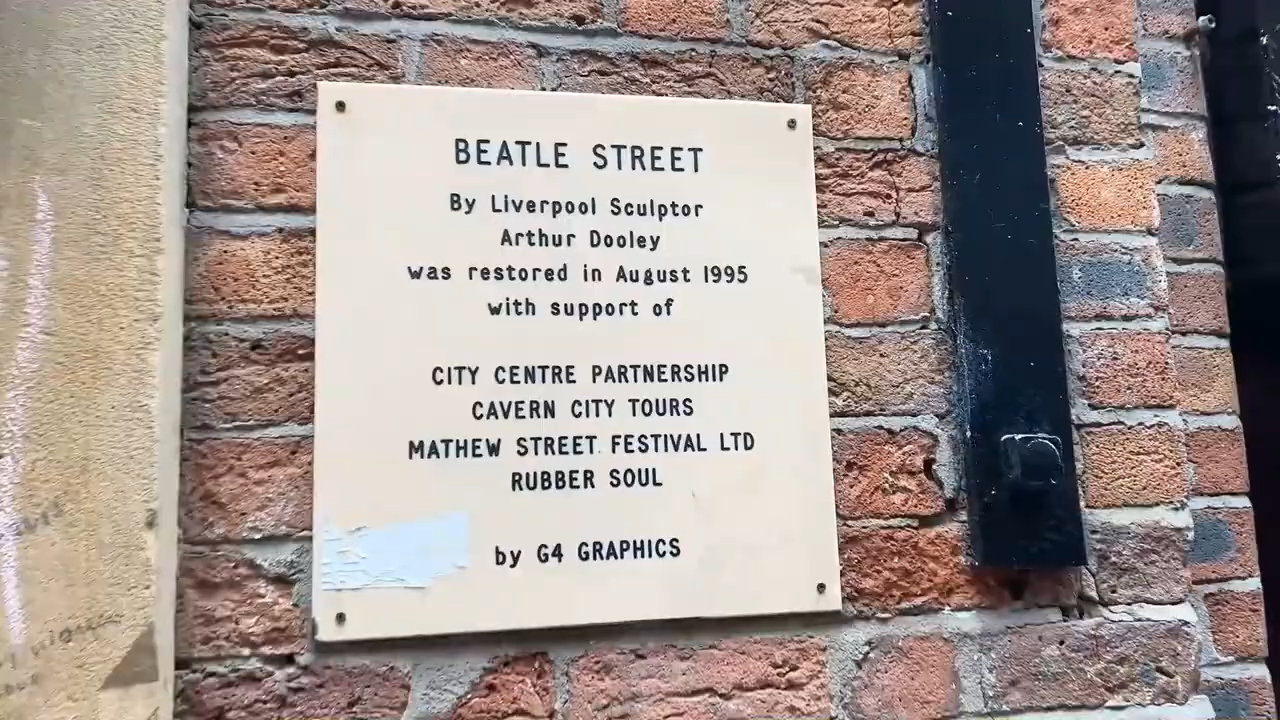 BEATLE STREET
By Liverpool Sculptor
Arthur Dooley
was restored in August 1995
with support of
CITY CENTRE PARTNERSHIP
CAVERN CITY TOURS
MATHEW STREET FESTIVAL LTD
RUBBER SOUL
by G4 GRAPHICS